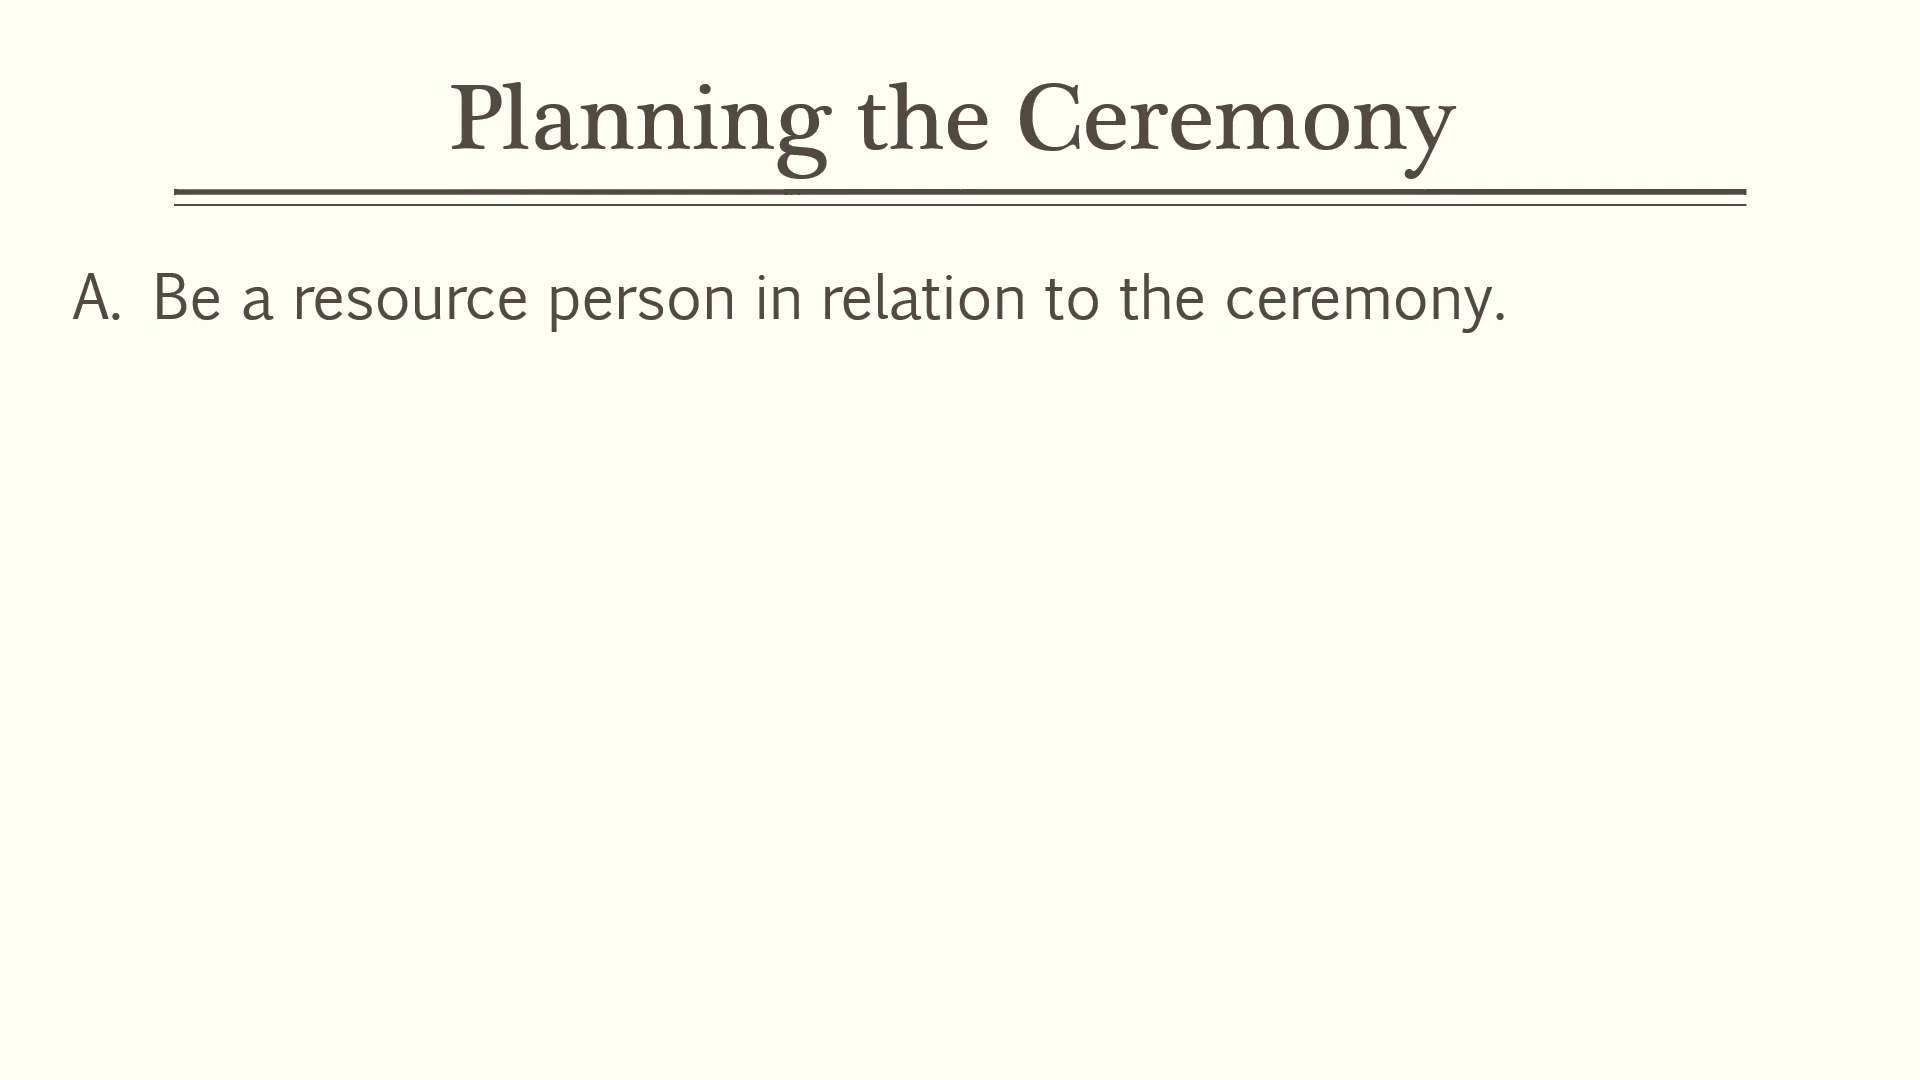 Planning the Ceremony
A. Be a resource person in relation to the ceremony.